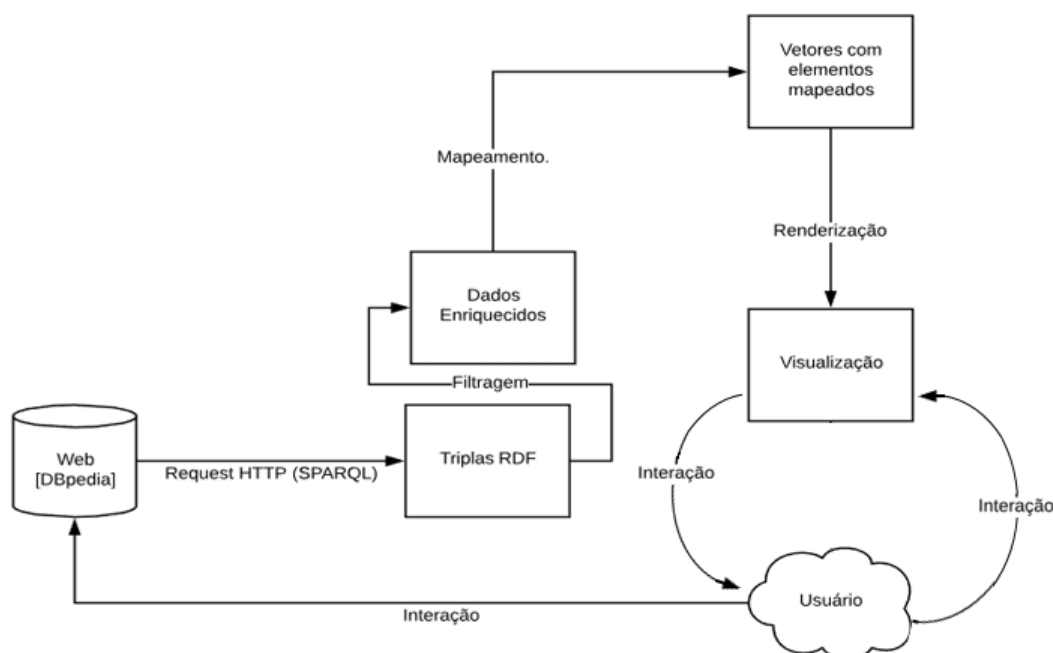 Vetores com
elementos
mapeados
Mapeamento.
Renderização
Dados
Enriquecidos
Visualização
Filtragem
Web
[DBpedia]
Request HTTP (SPARQL)
Triplas RDF
Interação
Interação
Usuário
Interação